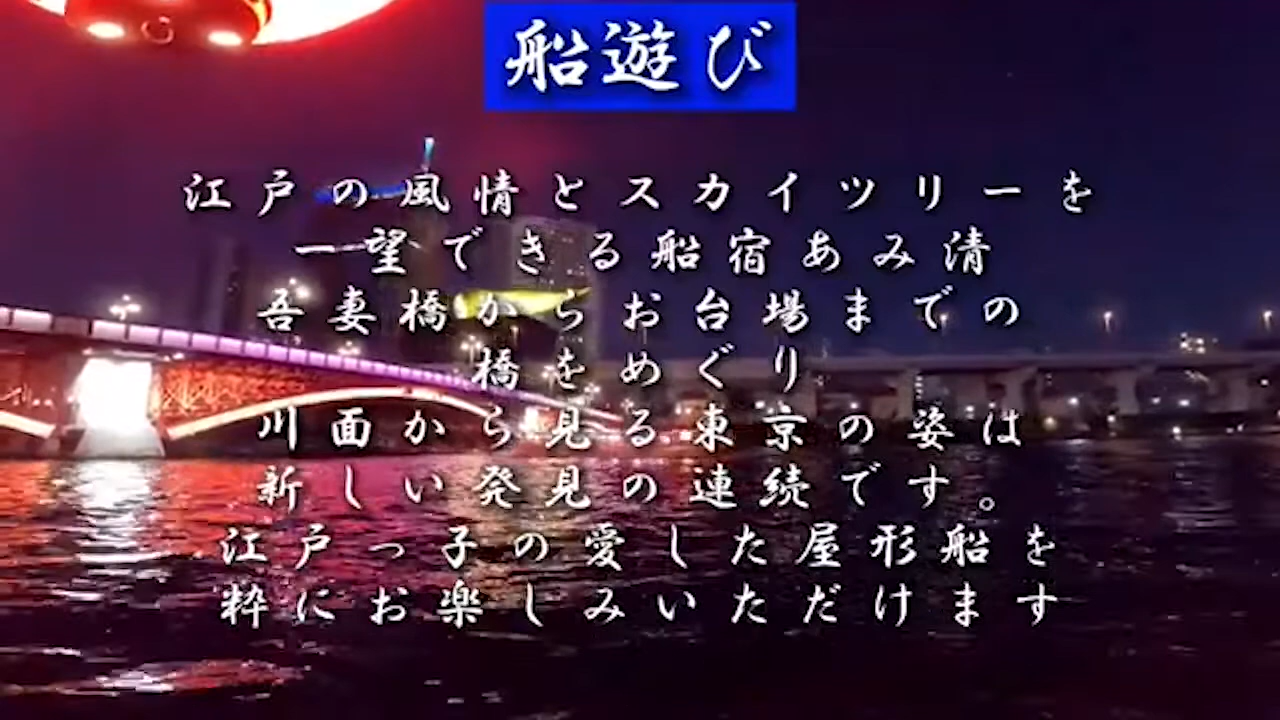 船遊び
江戸の風情とスカイツリーを
一望できる船宿あみ清
吾妻橋からお台場までの
橋をめぐり
川面から見る東京の姿は
新しい発見の連続です。
江戸っ子の愛した屋形船を
粋にお楽しみいただけます